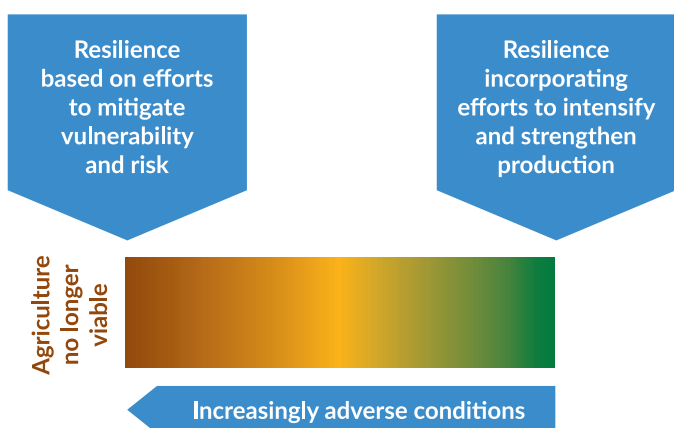 Resilience
based on efforts
to mitigate
vulnerability
and risk
Resilience
incorporating
efforts to intensify
and strengthen
production
Agriculture
no longer
viable
Increasingly adverse conditions